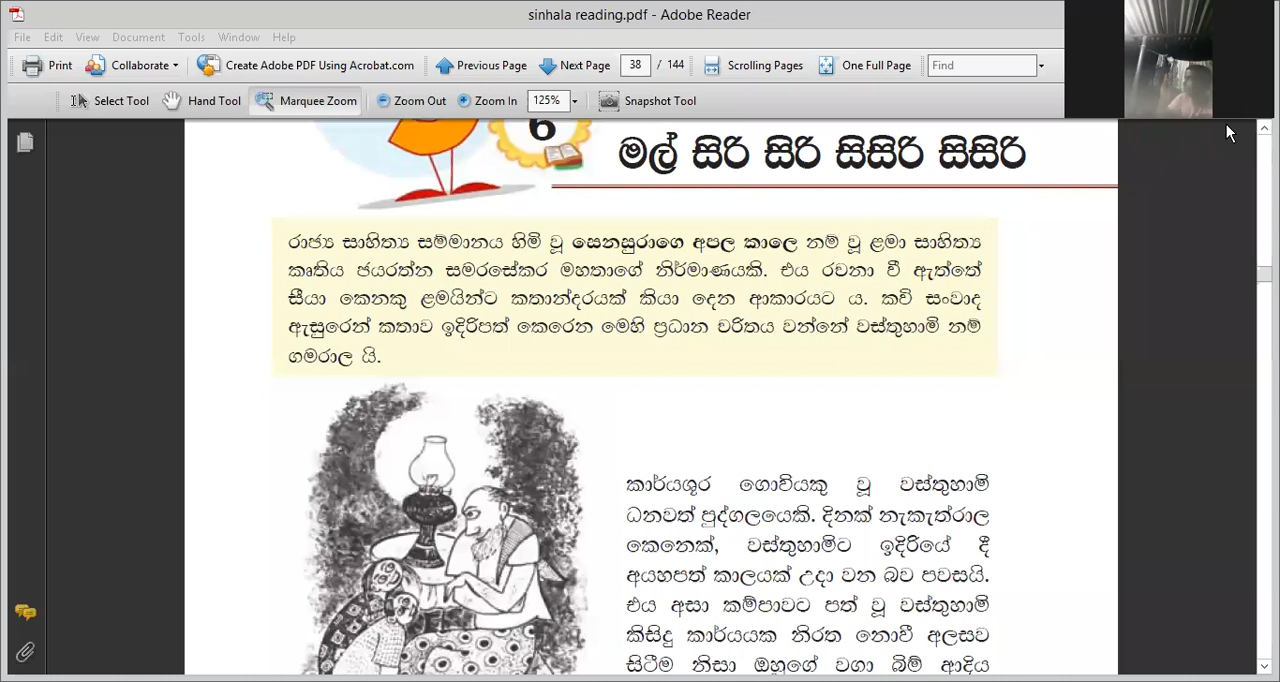 sinhala reading.pdf - Adobe Reader
File Edit View Document Tools Window Help
Print Collaborate Create Adobe PDF Using Acrobat.com Previous Page Next Page 38 / 144 Scrolling Pages One Full Page Find
Select Tool Hand Tool Marquee Zoom Zoom Out Zoom In 125% Snapshot Tool
6
මල් සිරි සිරි සිසිරි සිසිරි
රාජ්‍ය සාහිත්‍ය සම්මානය හිමි වූ සෙනසුරාගෙ අපල කාලෙ නම් වූ ළමා සාහිත්‍ය
කෘතිය ජයරත්න සමරසේකර මහතාගේ නිර්මාණයකි. එය රචනා වී ඇත්තේ
සීයා කෙනකු ළමයින්ට කතාන්දරයක් කියා දෙන ආකාරයට ය. කවි සංවාද
ඇසුරෙන් කතාව ඉදිරිපත් කෙරෙන මෙහි ප්‍රධාන චරිතය වන්නේ වස්තුහාමි නම්
ගමරාල යි.
කාර්යශූර ගොවියකු වූ වස්තුහාමි
ධනවත් පුද්ගලයෙකි. දිනක් නැකැත්රාල
කෙනෙක්, වස්තුහාමිට ඉදිරියේ දී
අයහපත් කාලයක් උදා වන බව පවසයි.
එය අසා කම්පාවට පත් වූ වස්තුහාමි
කිසිදු කාර්යයක නිරත නොවී අලසව
සිටීම නිසා ඔහුගේ වගා බිම් ආදිය